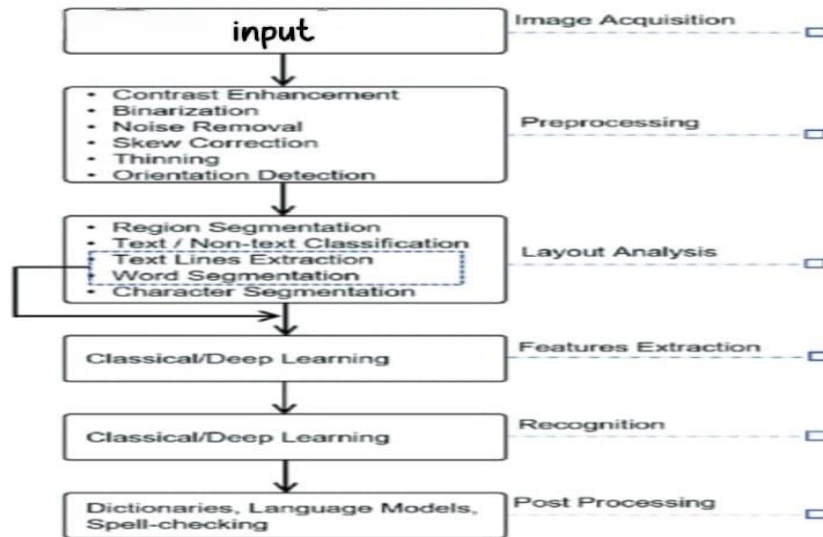 input
Image Acquisition
• Contrast Enhancement
• Binarization
• Noise Removal
• Skew Correction
• Thinning
• Orientation Detection
Preprocessing
• Region Segmentation
• Text / Non-text Classification
• Text Lines Extraction
• Word Segmentation
• Character Segmentation
Layout Analysis
Classical/Deep Learning
Features Extraction
Classical/Deep Learning
Recognition
Dictionaries, Language Models,
Spell-checking
Post Processing